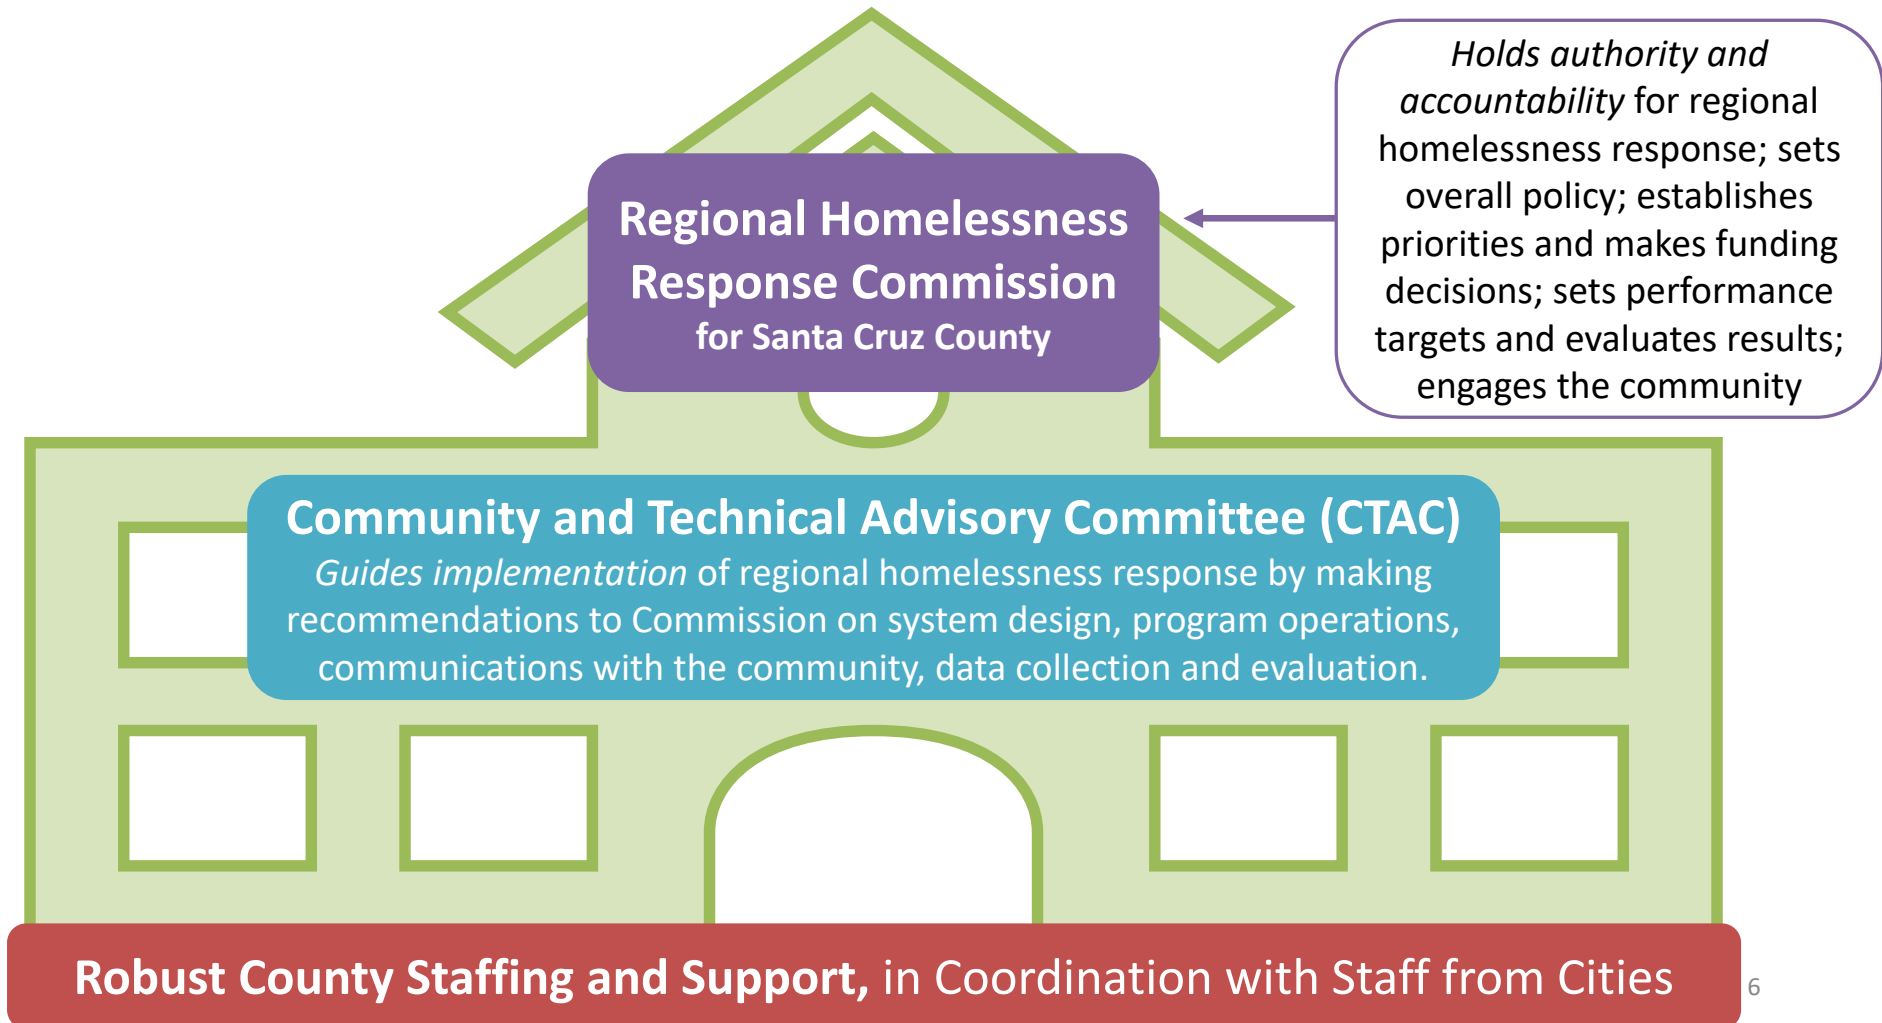 Holds authority and
accountability for regional
homelessness response; sets
overall policy; establishes
priorities and makes funding
decisions; sets performance
targets and evaluates results;
engages the community
Regional Homelessness
Response Commission
for Santa Cruz County
Community and Technical Advisory Committee (CTAC)
Guides implementation of regional homelessness response by making
recommendations to Commission on system design, program operations,
communications with the community, data collection and evaluation.
Robust County Staffing and Support, in Coordination with Staff from Cities
6